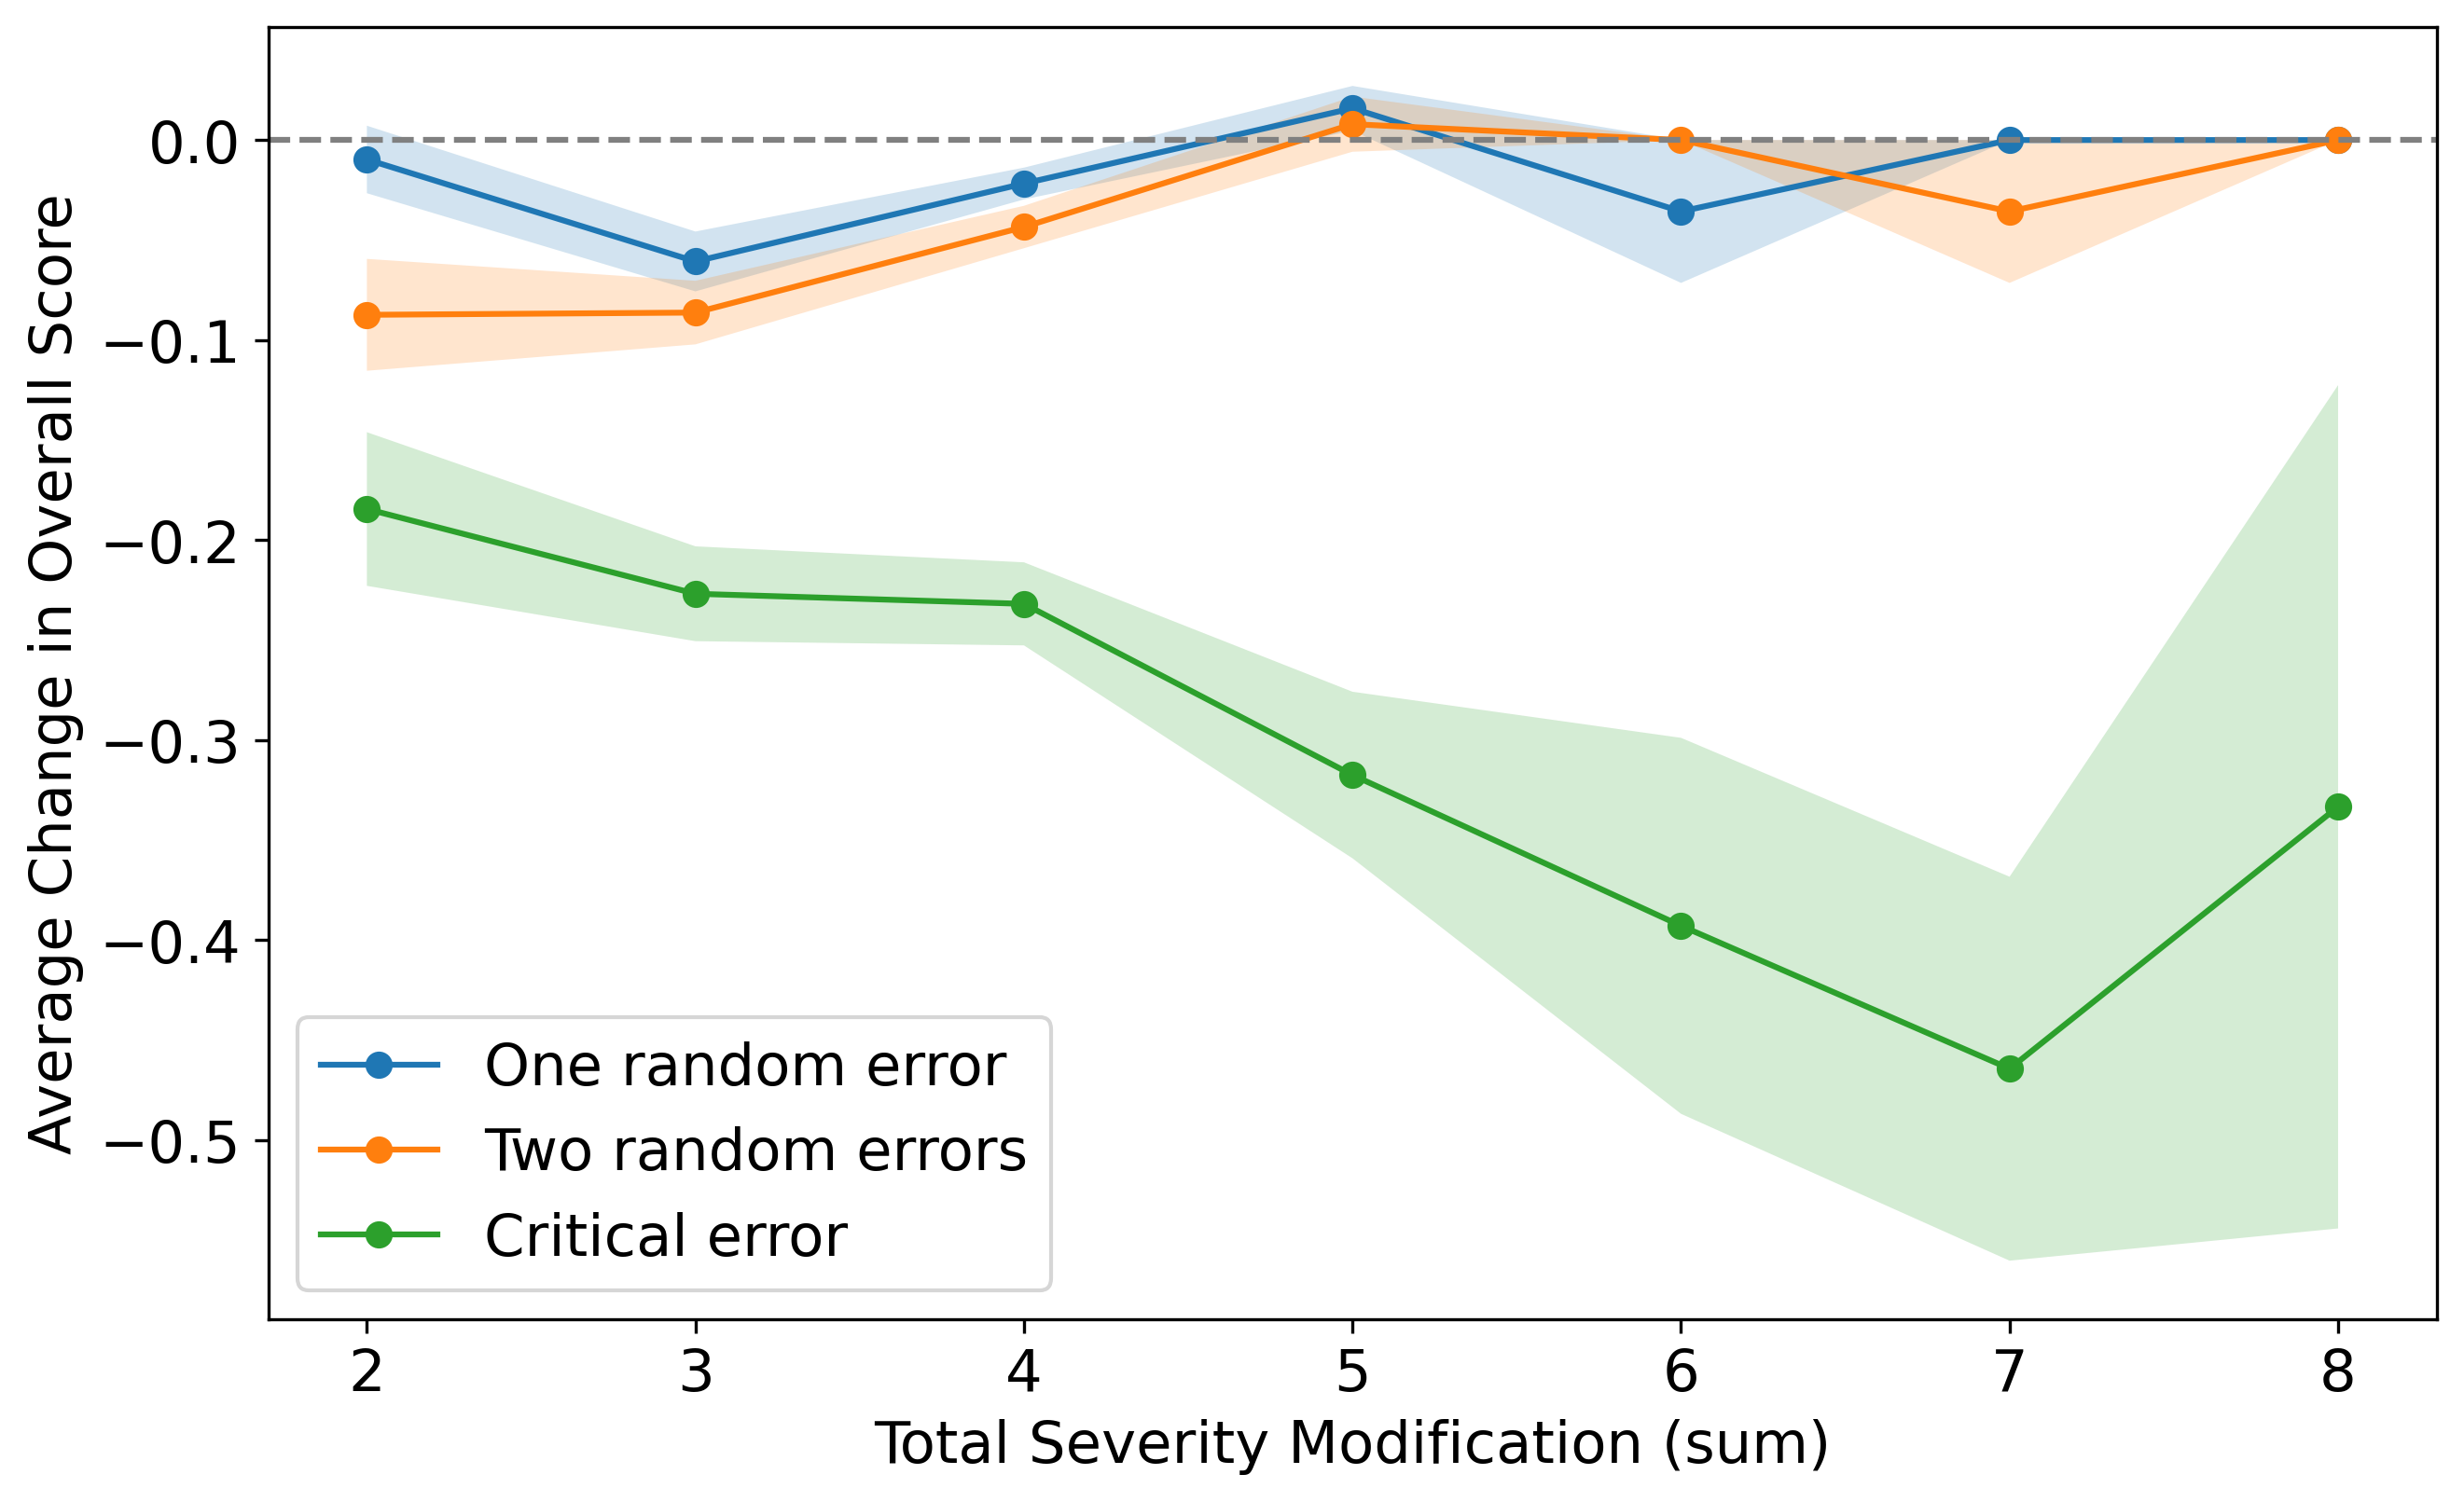 Average Change in Overall Score
0.0
−0.1
−0.2
−0.3
−0.4
−0.5
One random error
Two random errors
Critical error
2 3 4 5 6 7 8
Total Severity Modification (sum)